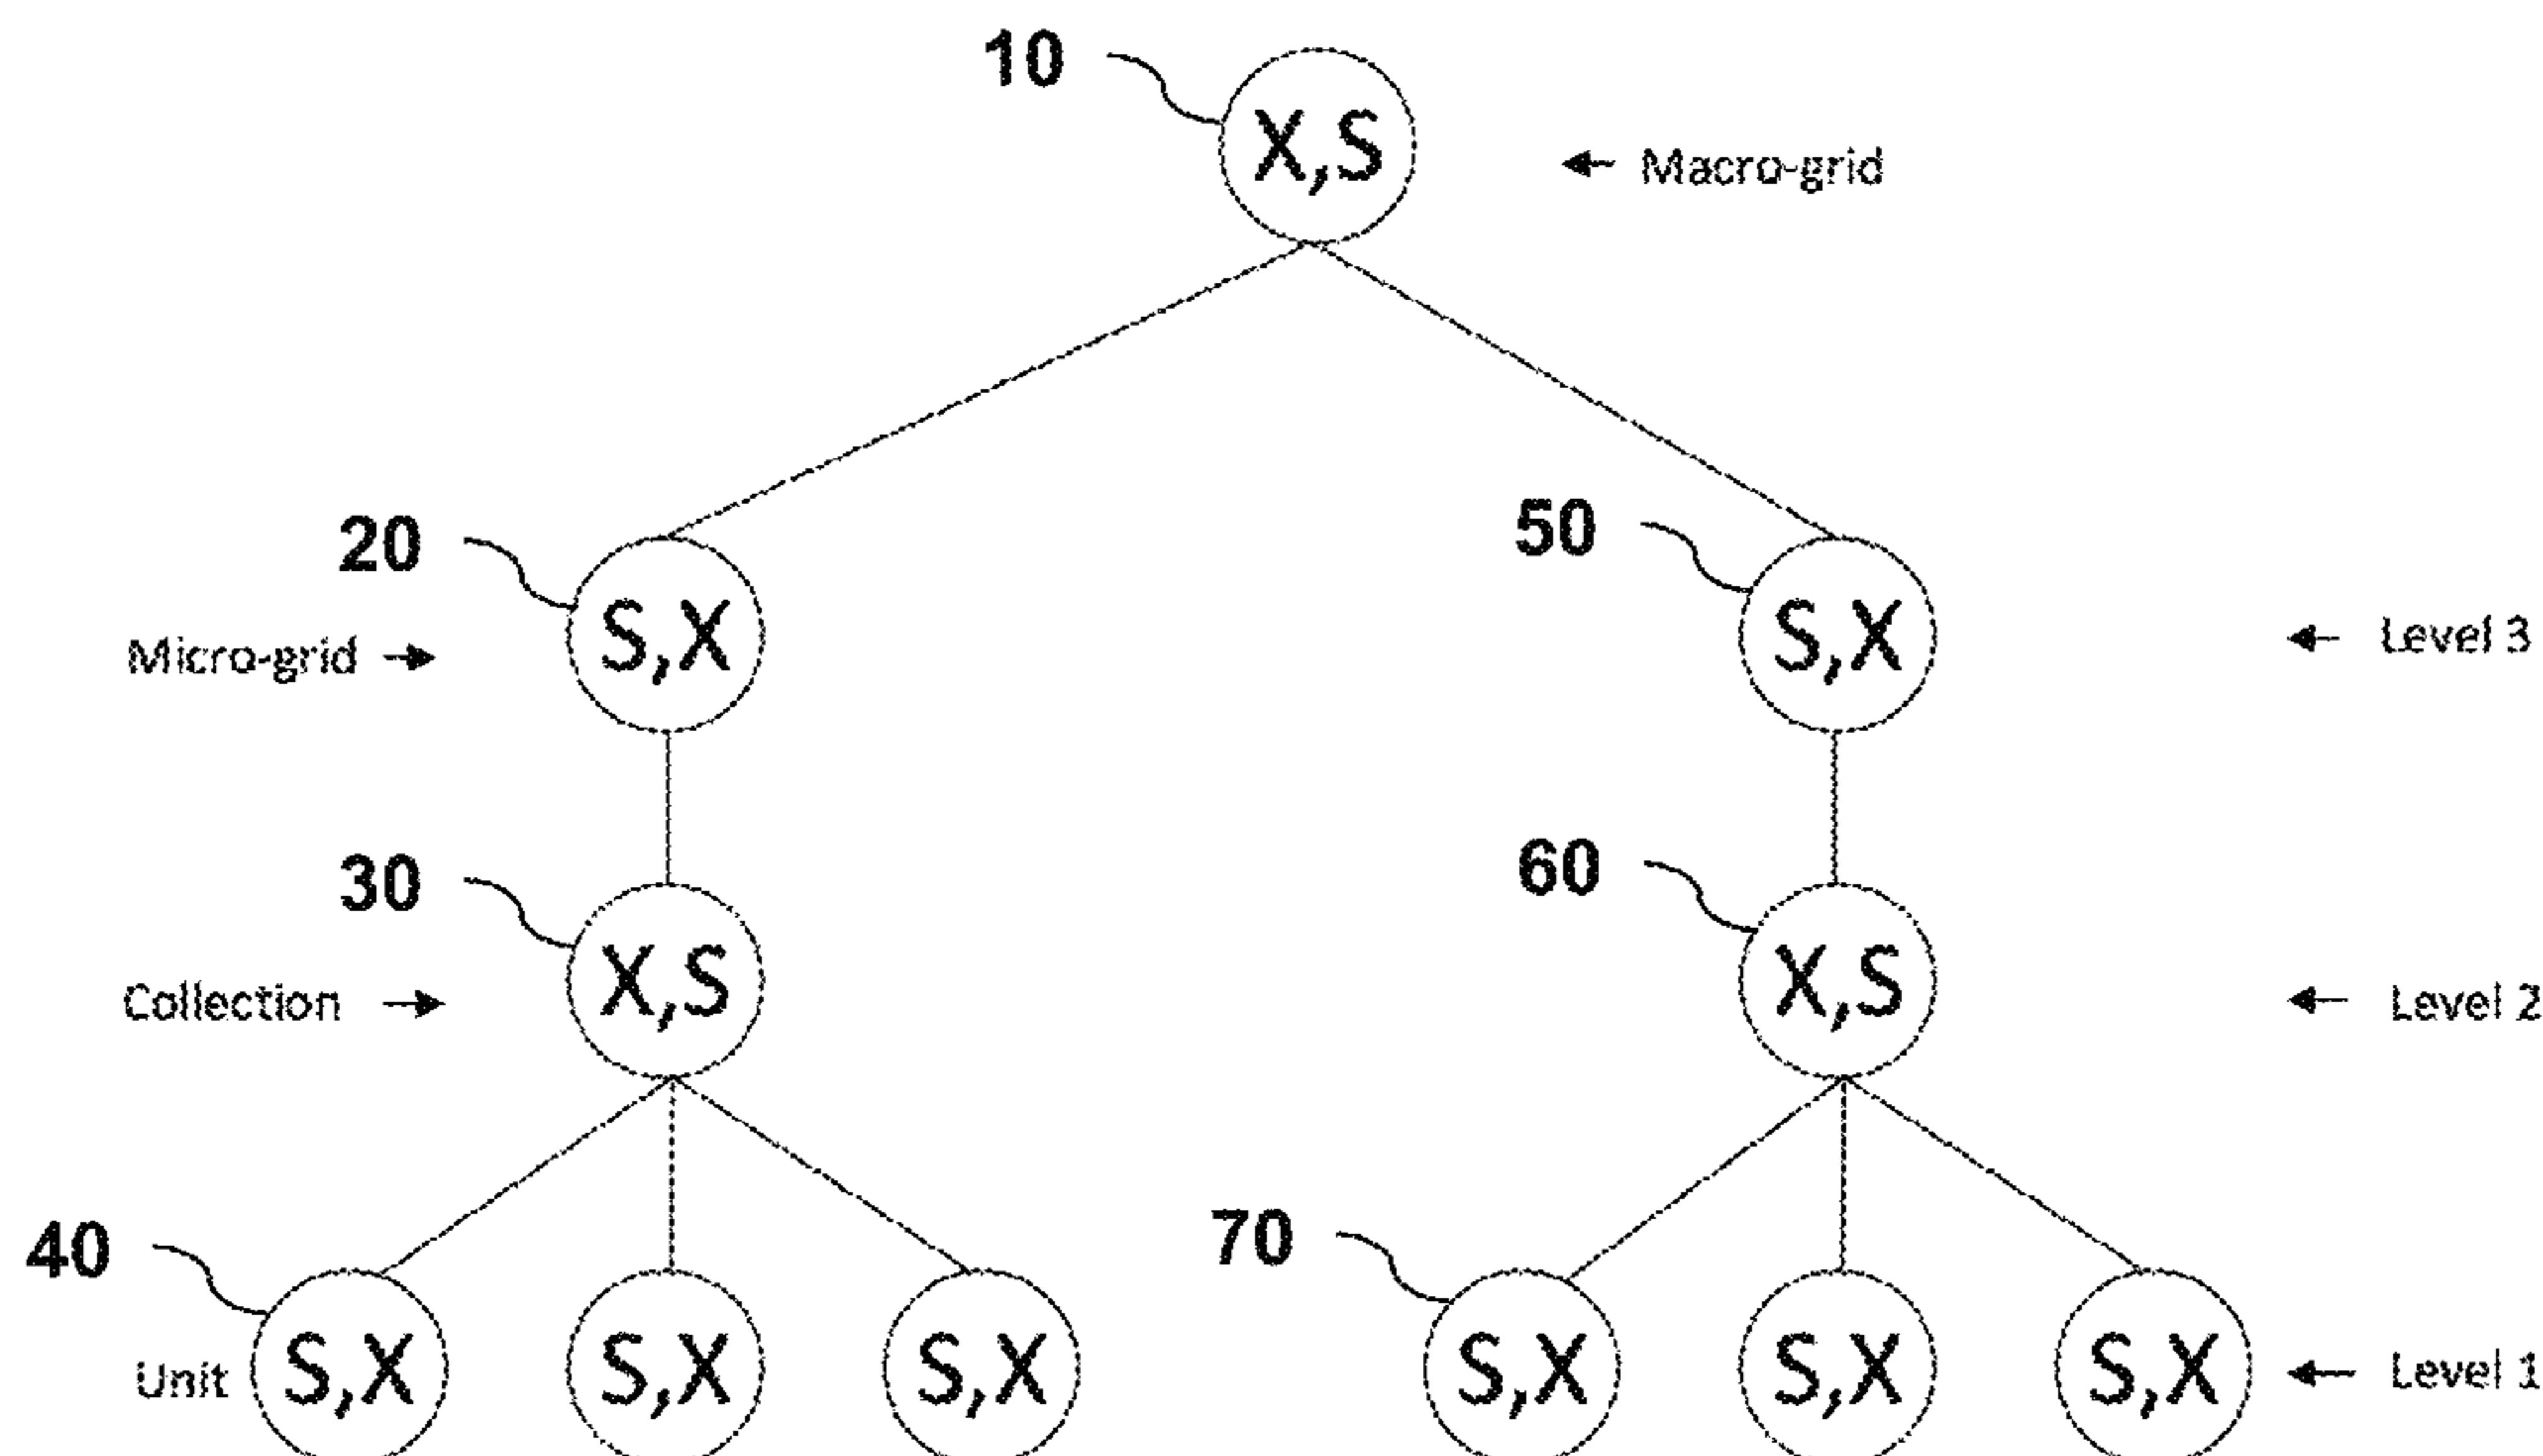 10
X,S
← Macro-grid
20
S,X
50
S,X
Micro-grid →
← Level 3
30
X,S
60
X,S
Collection →
← Level 2
40
70
Unit
S,X
S,X
S,X
S,X
S,X
S,X
← Level 1